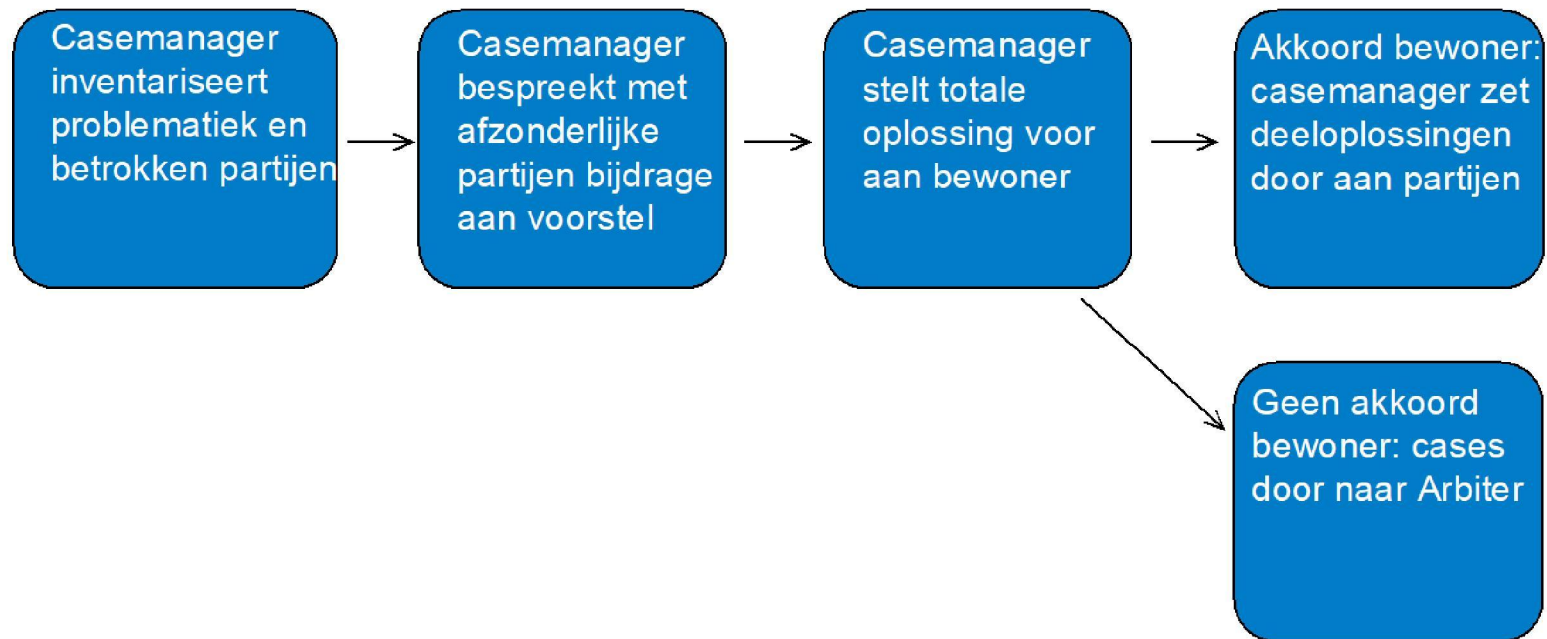 Casemanager
inventariseert
problematiek en
betrokken partijen
Casemanager
bespreekt met
afzonderlijke
partijen bijdrage
aan voorstel
Casemanager
stelt totale
oplossing voor
aan bewoner
Akkoord bewoner:
casemanager zet
deeloplossingen
door aan partijen
Geen akkoord
bewoner: cases
door naar Arbiter